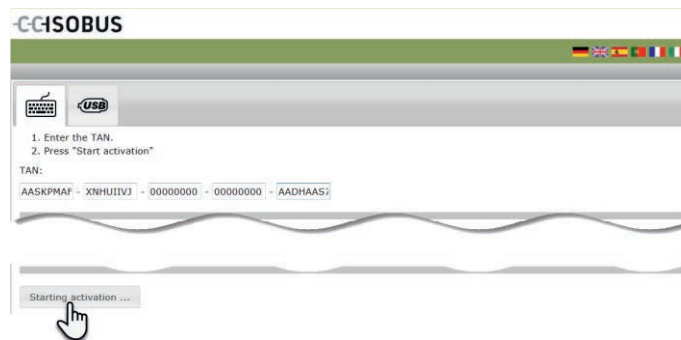 CCISOBUS
USB
1. Enter the TAN.
2. Press "Start activation"
TAN:
AASKPMAF - XNHUIIVJ - 00000000 - 00000000 - AADHAAS
Starting activation ...